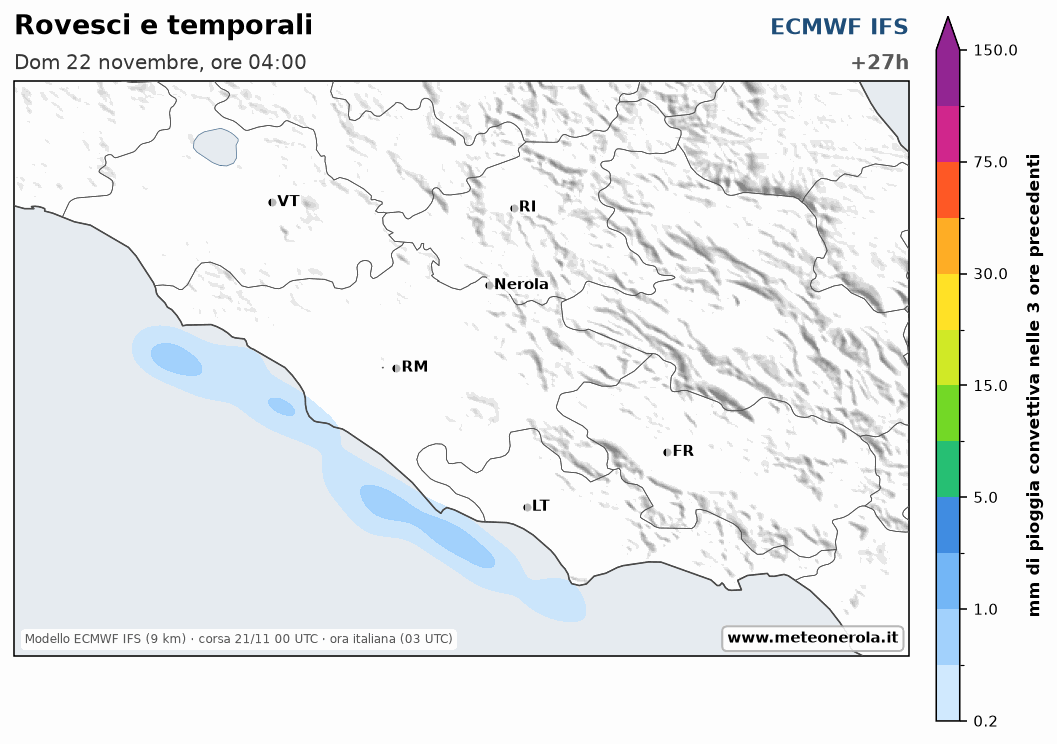 Rovesci e temporali
ECMWF IFS
Dom 22 novembre, ore 04:00
+27h
150.0
75.0
30.0
15.0
5.0
1.0
0.2
mm di pioggia convettiva nelle 3 ore precedenti
VT
RI
Nerola
RM
FR
LT
Modello ECMWF IFS (9 km) · corsa 21/11 00 UTC · ora italiana (03 UTC)
www.meteonerola.it